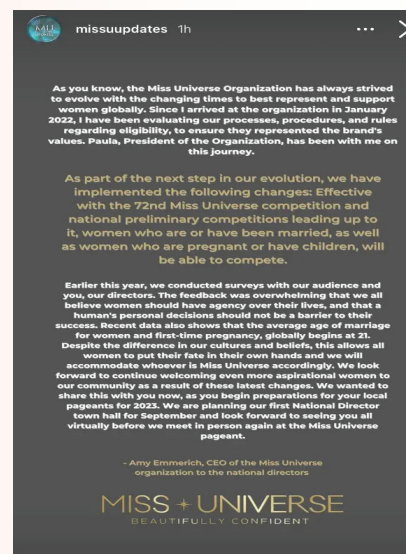 missuupdates 1h
As you know, the Miss Universe Organization has always strived
to evolve with the changing times to best represent and support
women globally. Since I arrived at the organization in January
2022, I have been evaluating our processes, procedures, and rules
regarding eligibility, to ensure they represented the brand's
values. Paula, President of the Organization, has been with me on
this journey.
As part of the next step in our evolution, we have
implemented the following changes: Effective
with the 72nd Miss Universe competition and
national preliminary competitions leading up to
it, women who are or have been married, as well
as women who are pregnant or have children, will
be able to compete.
Earlier this year, we conducted surveys with our audience and
you, our directors. The feedback was overwhelming that we all
believe women should have agency over their lives, and that a
human's personal decisions should not be a barrier to their
success. Recent data also shows that the average age of marriage
for women and first-time pregnancy, globally begins at 21.
Despite the difference in our cultures and beliefs, this allows all
women to put their fate in their own hands and we will
accommodate whoever is Miss Universe accordingly. We look
forward to continue welcoming even more aspirational women to
our community as a result of these latest changes. We wanted to
share this with you now, as you begin preparations for your local
pageants for 2023. We are planning our first National Director
town hall for September and look forward to seeing you all
virtually before we meet in person again at the Miss Universe
pageant.
- Amy Emmerich, CEO of the Miss Universe
organization to the national directors
MISS UNIVERSE
BEAUTIFULLY CONFIDENT